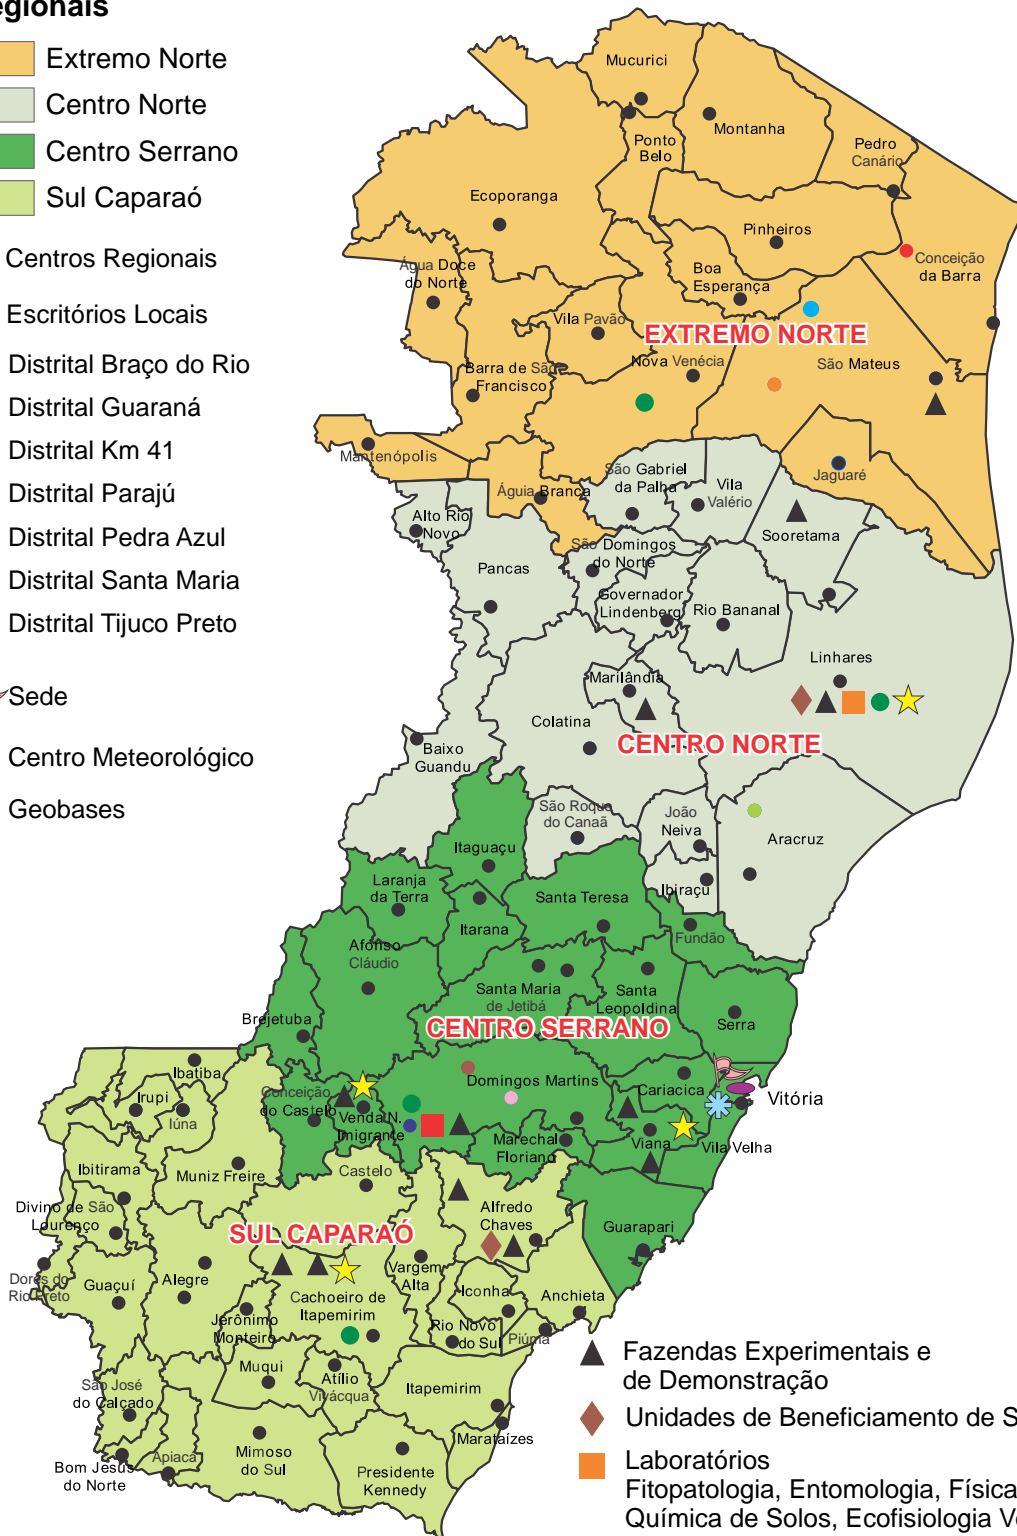 Extremo Norte
Centro Norte
Centro Serrano
Sul Caparaó
Centros Regionais
Escritórios Locais
Distrital Braço do Rio
Distrital Guaraná
Distrital Km 41
Distrital Parajú
Distrital Pedra Azul
Distrital Santa Maria
Distrital Tijuco Preto
Sede
Centro Meteorológico
Geobases
Mucurici
Montanha
Ponto
Belo
Pedro
Canário
Ecoporanga
Pinheiros
Conceição
da Barra
Água Doce
do Norte
Boa
Esperança
Vila Pavão
EXTREMO NORTE
Nova Venécia
São Mateus
Barra de São
Francisco
Mantenópolis
Jaguaré
Águia Branca
São Gabriel
da Palha
Vila
Valério
Alto Rio
Novo
Sooretama
São Domingos
do Norte
Pancas
Governador
Lindenberg
Rio Bananal
Linhares
Marilândia
Colatina
CENTRO NORTE
Baixo
Guandu
São Roque
do Canaã
João
Neiva
Aracruz
Itaguaçu
Ibiraçu
Laranja
da Terra
Santa Teresa
Itarana
Fundão
Afonso
Cláudio
Santa Maria
de Jetibá
Santa
Leopoldina
CENTRO SERRANO
Serra
Brejetuba
Ibatiba
Conceição
do Castelo
Domingos Martins
Cariacica
Vitória
Irupi
Iúna
Venda N.
Imigrante
Marechal
Floriano
Viana
Vila Velha
Ibitirama
Muniz Freire
Castelo
Divino de São
Lourenço
Alfredo
Chaves
Guarapari
SUL CAPARAÓ
Dores do
Rio Preto
Guaçuí
Alegre
Vargem
Alta
Cachoeiro de
Itapemirim
Iconha
Anchieta
Jerônimo
Monteiro
Rio Novo
do Sul
Piúma
Muqui
Atílio
Vivácqua
Itapemirim
São José
do Calçado
Marataízes
Mimoso
do Sul
Apiacá
Bom Jesus
do Norte
Presidente
Kennedy
Fazendas Experimentais e
de Demonstração
Unidades de Beneficiamento de
Laboratórios
Fitopatologia, Entomologia, Física
Química de Solos, Ecofisiologia